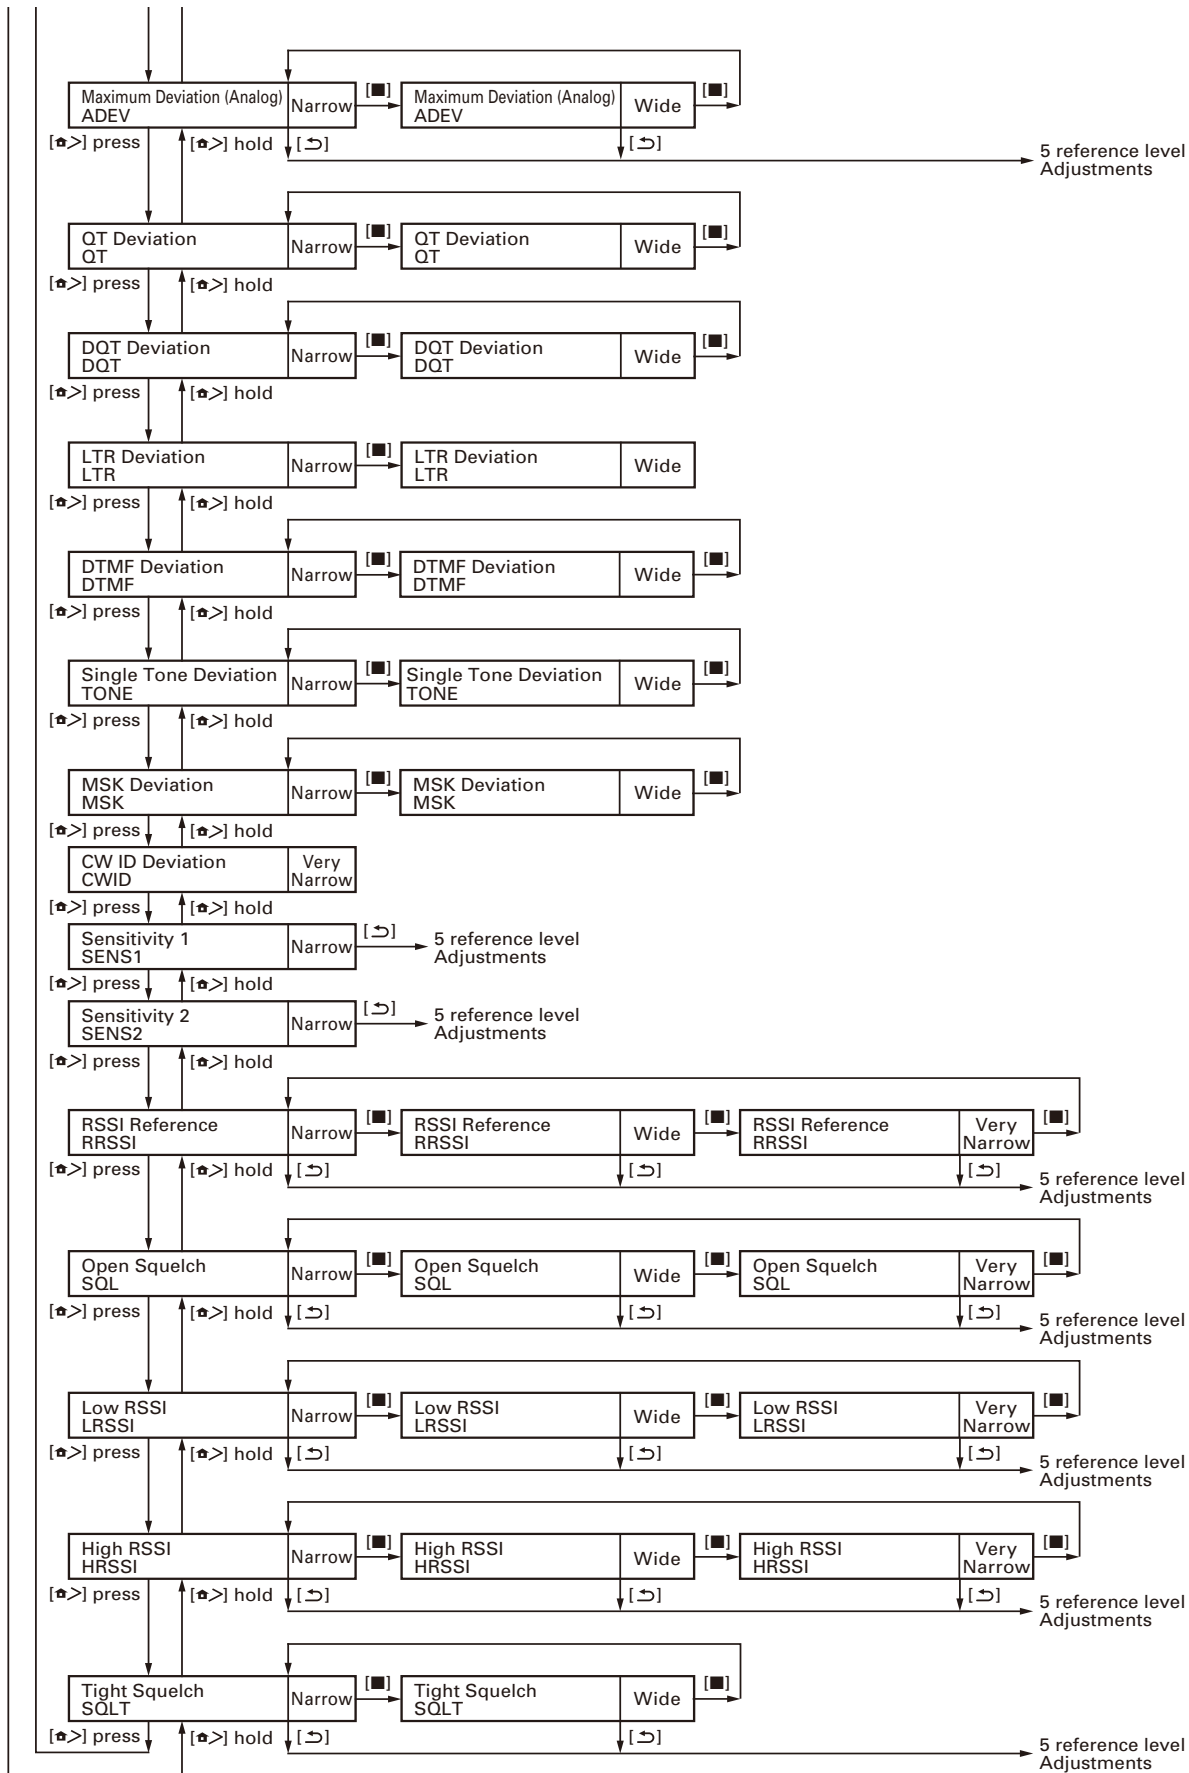 Maximum Deviation (Analog)
ADEV
Narrow
[■]
Maximum Deviation (Analog)
ADEV
Wide
[■]
[>] press
[>] hold
[⮌]
[⮌]
5 reference level
Adjustments
QT Deviation
QT
Narrow
[■]
QT Deviation
QT
Wide
[■]
[>] press
[>] hold
DQT Deviation
DQT
Narrow
[■]
DQT Deviation
DQT
Wide
[■]
[>] press
[>] hold
LTR Deviation
LTR
Narrow
[■]
LTR Deviation
LTR
Wide
[>] press
[>] hold
DTMF Deviation
DTMF
Narrow
[■]
DTMF Deviation
DTMF
Wide
[■]
[>] press
[>] hold
Single Tone Deviation
TONE
Narrow
[■]
Single Tone Deviation
TONE
Wide
[■]
[>] press
[>] hold
MSK Deviation
MSK
Narrow
[■]
MSK Deviation
MSK
Wide
[■]
[>] press
[>] hold
CW ID Deviation
CWID
Very
Narrow
[>] press
[>] hold
Sensitivity 1
SENS1
Narrow
[⮌]
5 reference level
Adjustments
[>] press
[>] hold
Sensitivity 2
SENS2
Narrow
[⮌]
5 reference level
Adjustments
[>] press
[>] hold
RSSI Reference
RRSSI
Narrow
[■]
RSSI Reference
RRSSI
Wide
[■]
RSSI Reference
RRSSI
Very
Narrow
[■]
[>] press
[>] hold
[⮌]
[⮌]
[⮌]
5 reference level
Adjustments
Open Squelch
SQL
Narrow
[■]
Open Squelch
SQL
Wide
[■]
Open Squelch
SQL
Very
Narrow
[■]
[>] press
[>] hold
[⮌]
[⮌]
[⮌]
5 reference level
Adjustments
Low RSSI
LRSSI
Narrow
[■]
Low RSSI
LRSSI
Wide
[■]
Low RSSI
LRSSI
Very
Narrow
[■]
[>] press
[>] hold
[⮌]
[⮌]
[⮌]
5 reference level
Adjustments
High RSSI
HRSSI
Narrow
[■]
High RSSI
HRSSI
Wide
[■]
High RSSI
HRSSI
Very
Narrow
[■]
[>] press
[>] hold
[⮌]
[⮌]
[⮌]
5 reference level
Adjustments
Tight Squelch
SQLT
Narrow
[■]
Tight Squelch
SQLT
Wide
[■]
[>] press
[>] hold
[⮌]
[⮌]
5 reference level
Adjustments